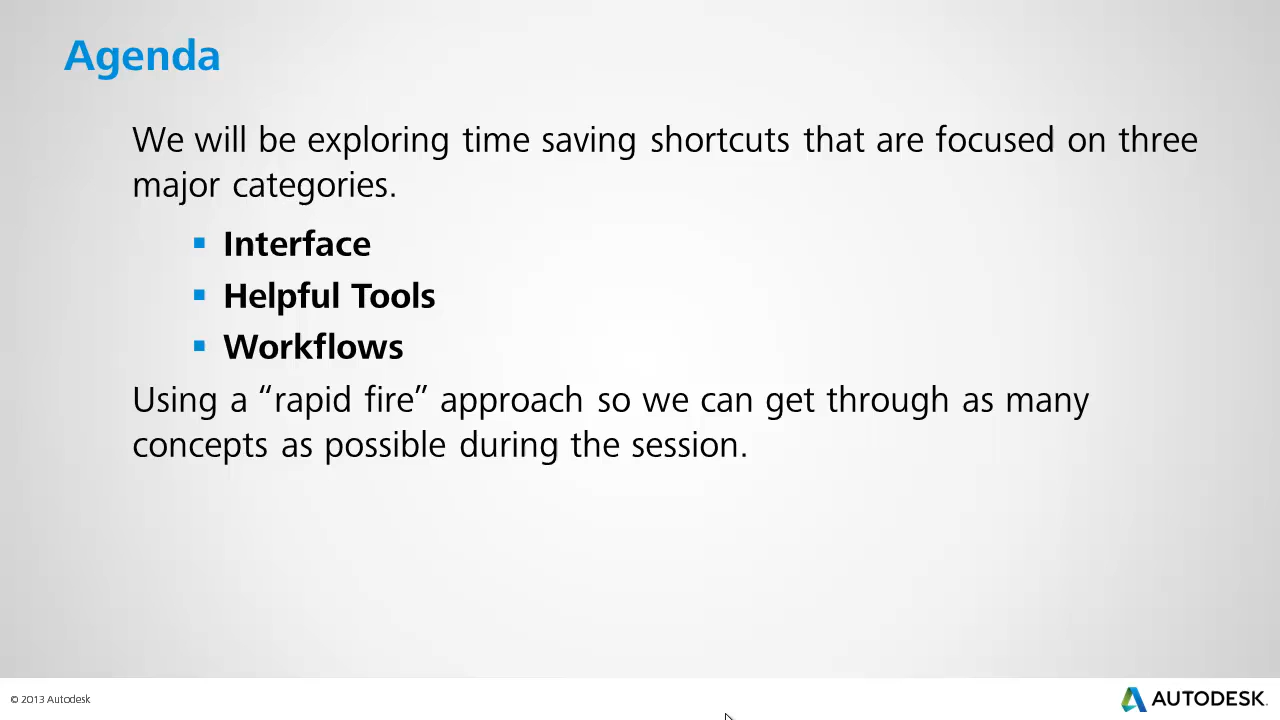 Agenda
We will be exploring time saving shortcuts that are focused on three
major categories.
Interface
Helpful Tools
Workflows
Using a “rapid fire” approach so we can get through as many
concepts as possible during the session.
© 2013 Autodesk
AUTODESK.